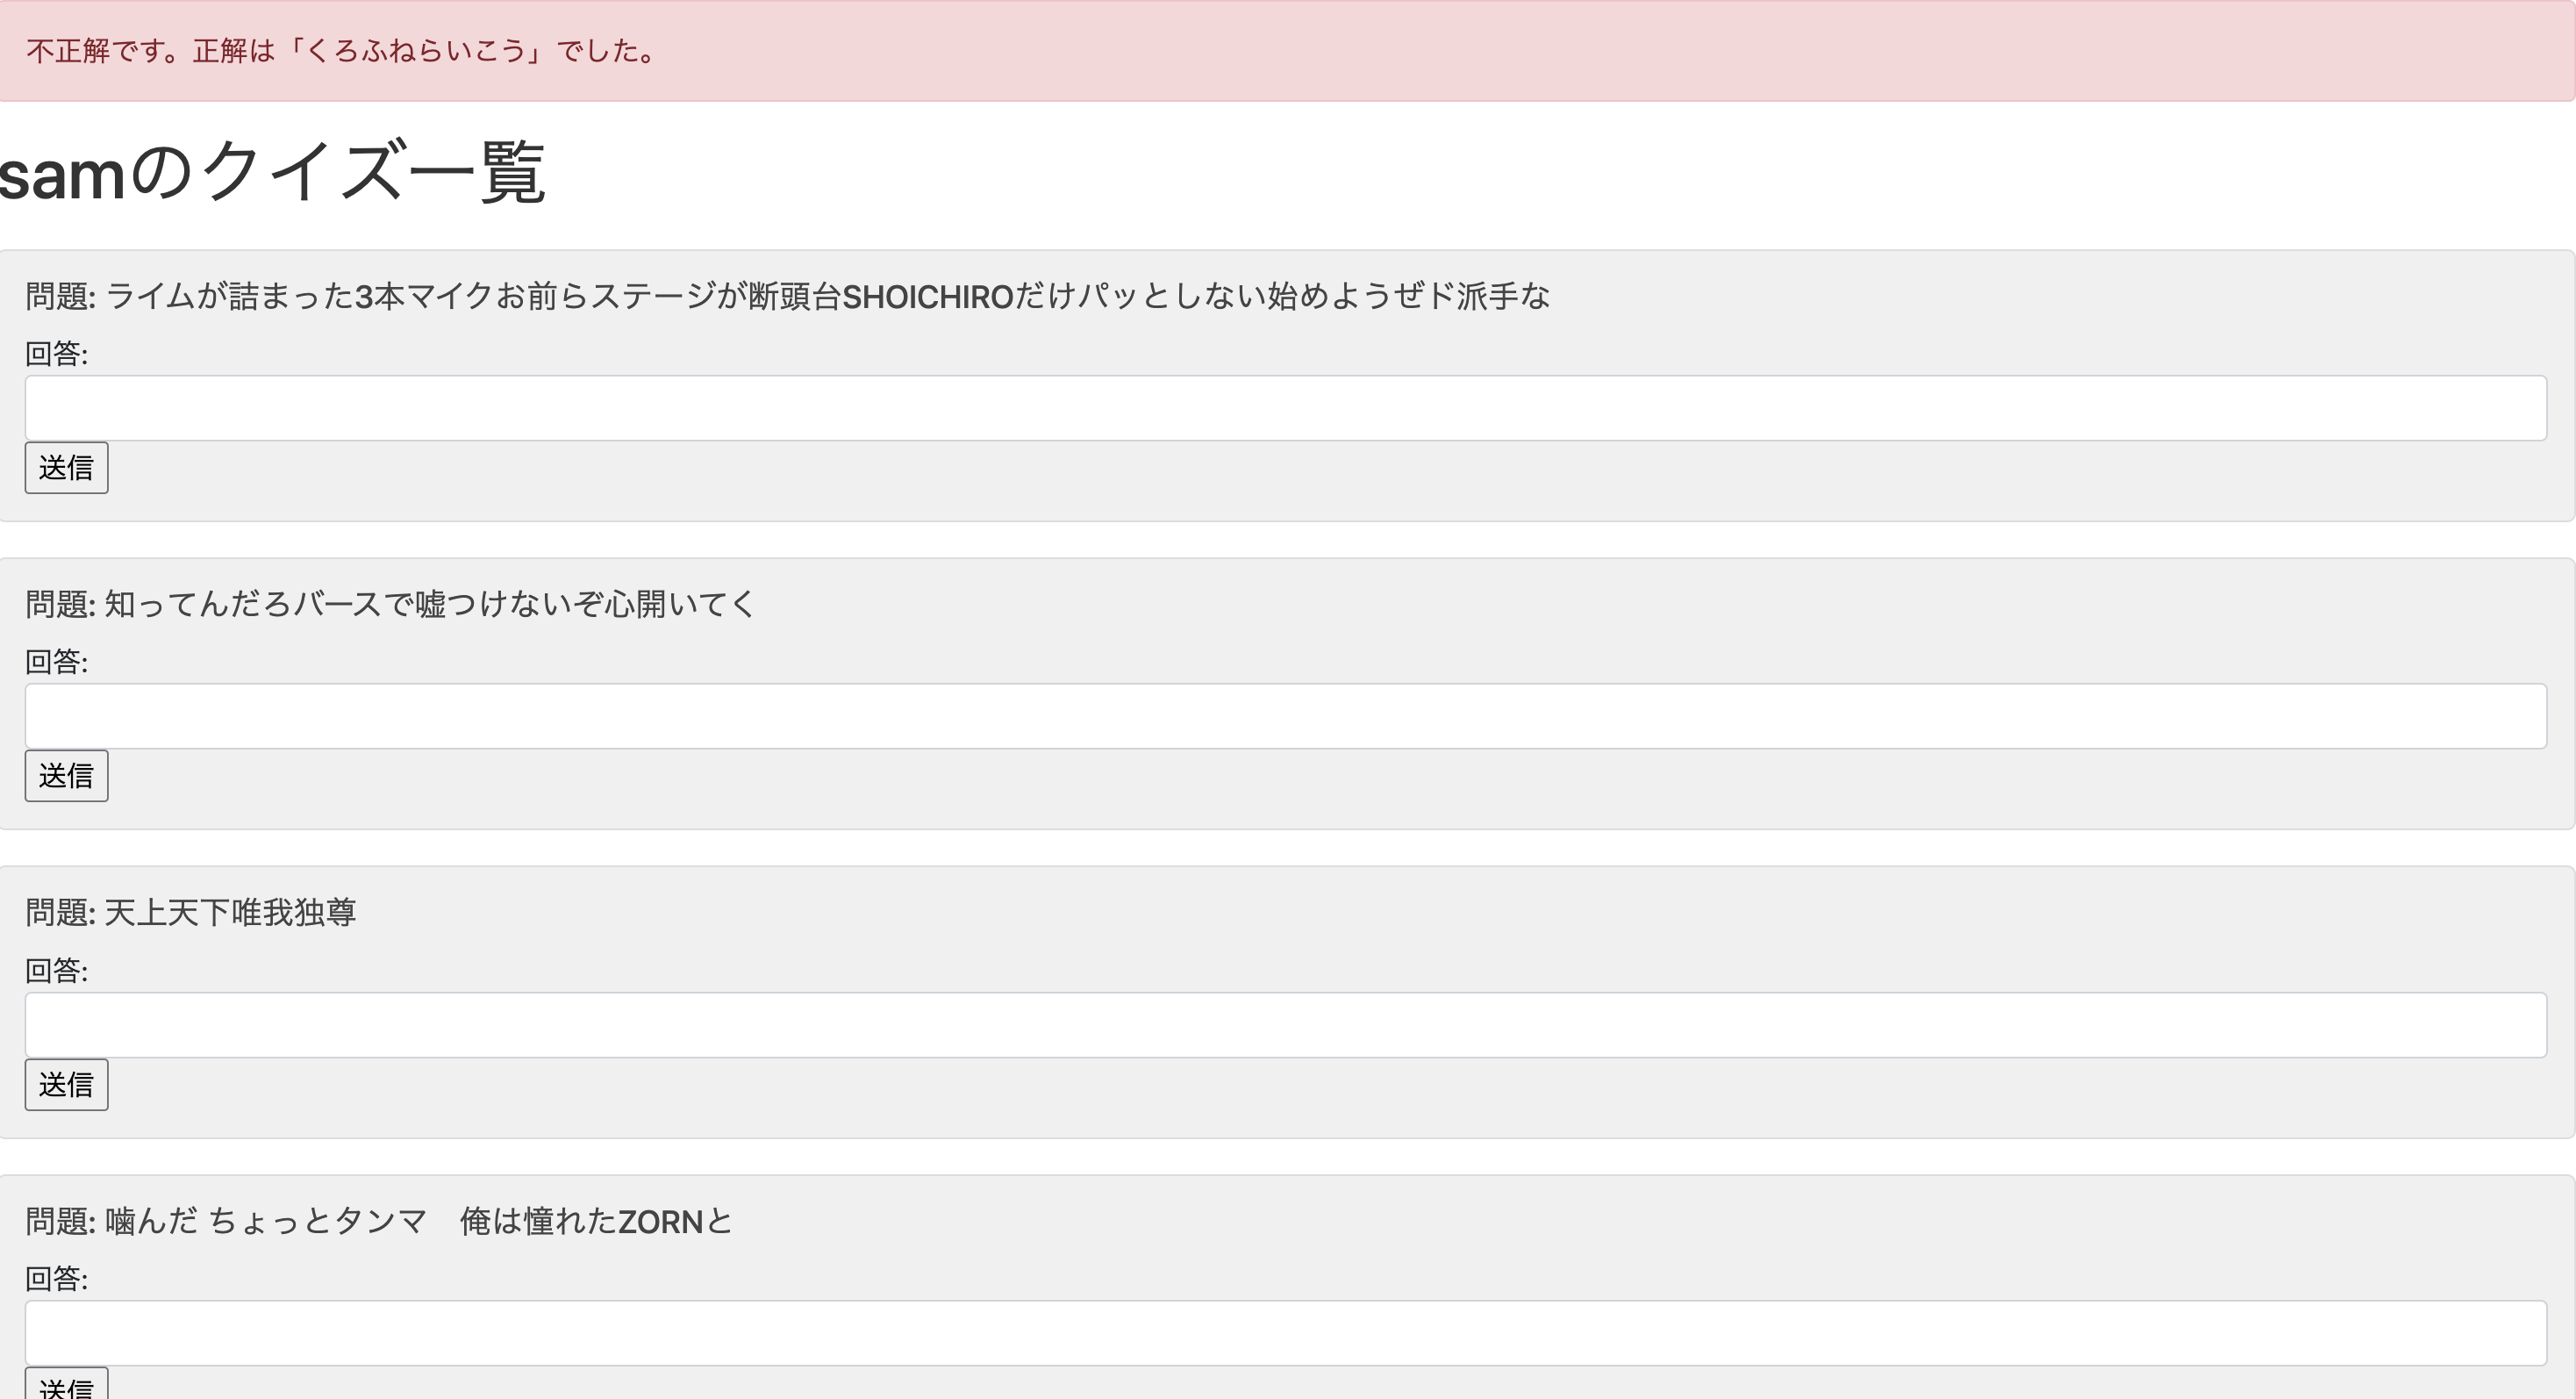 不正解です。正解は「くろふねらいこう」でした。
samのクイズ一覧
問題: ライムが詰まった3本マイクお前らステージが断頭台SHOICHIROだけパッとしない始めようぜド派手な
回答:
送信
問題: 知ってんだろバースで嘘つけないぞ心開いてく
回答:
送信
問題: 天上天下唯我独尊
回答:
送信
問題: 噛んだ ちょっとタンマ　俺は憧れたZORNと
回答:
送信